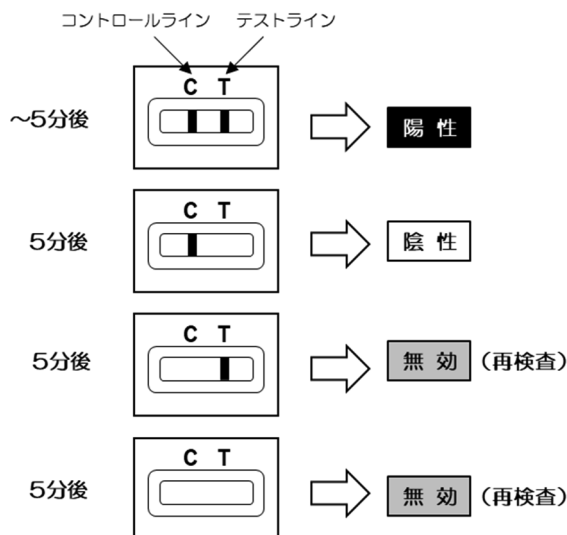 コントロールライン テストライン
C T
～5分後
陽 性
C T
5分後
陰 性
C T
5分後
無 効 (再検査)
C T
5分後
無 効 (再検査)